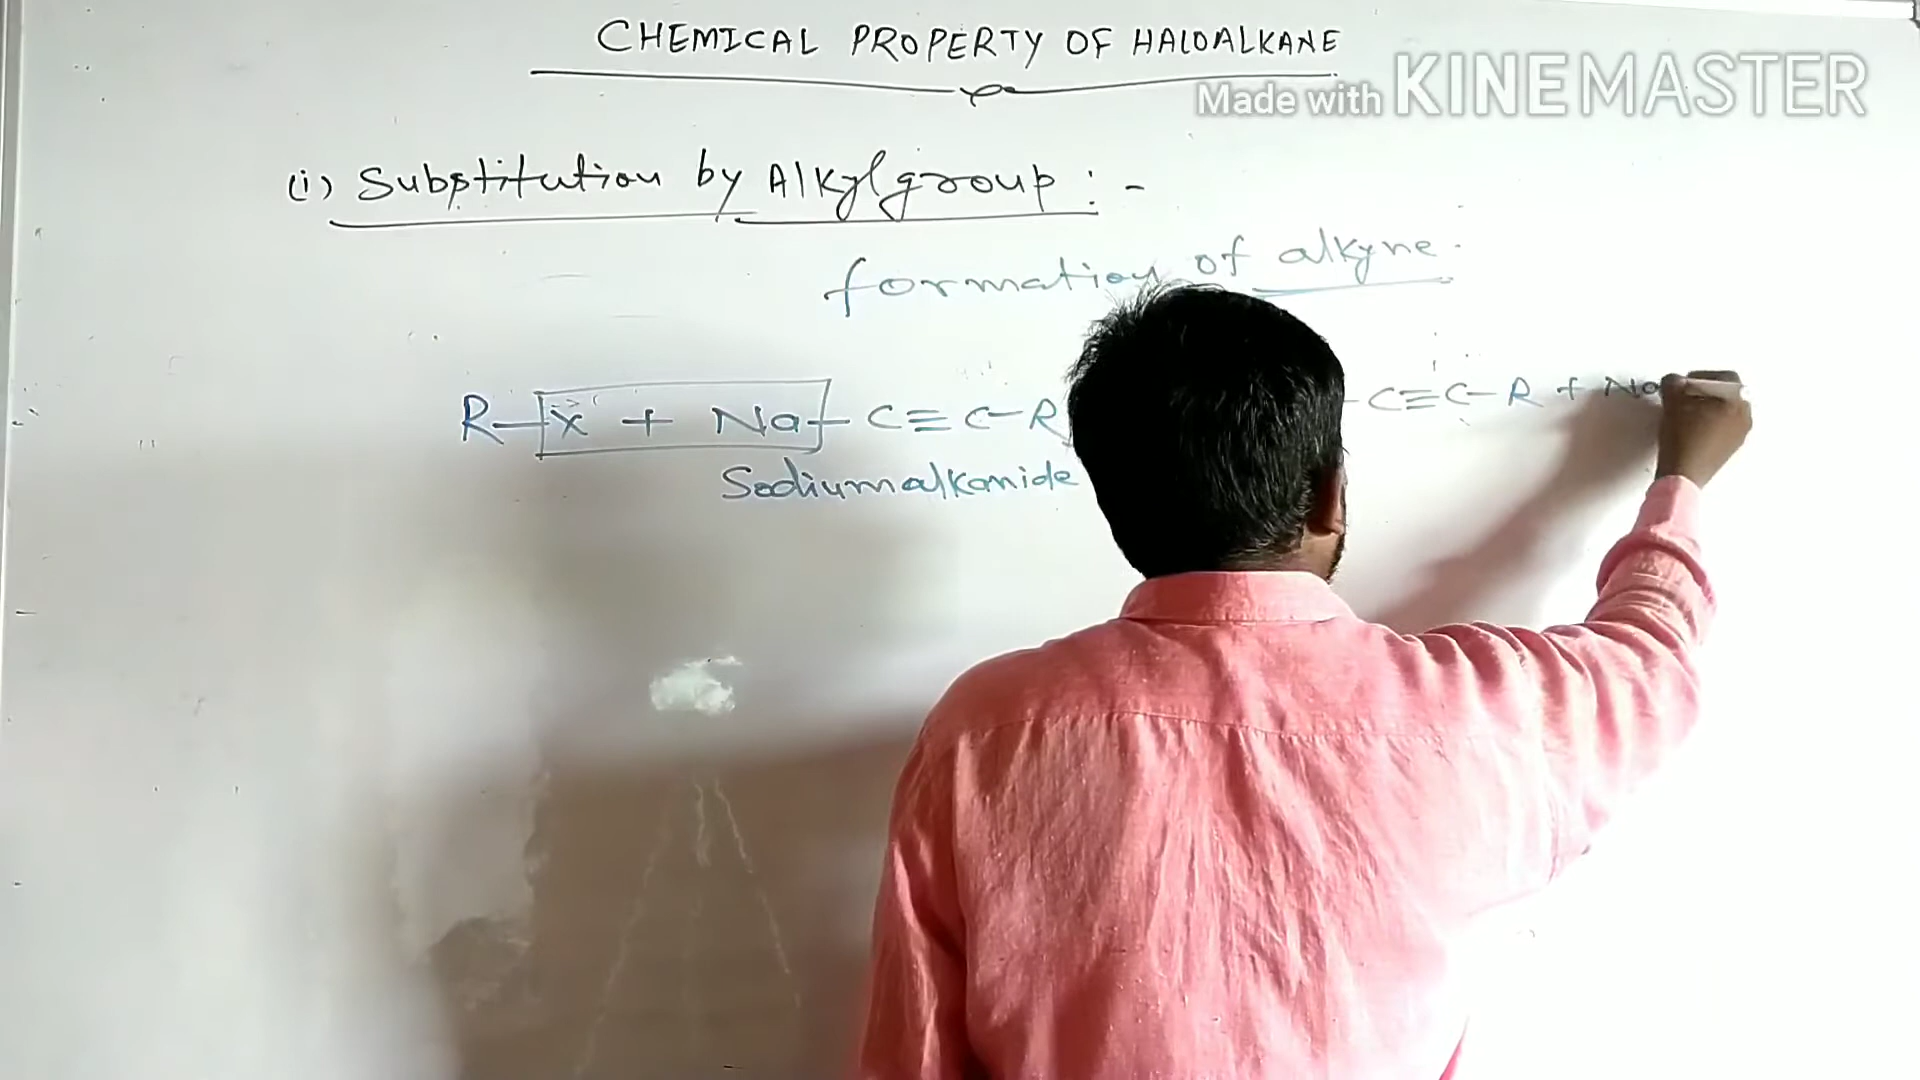 CHEMICAL PROPERTY OF HALOALKANE
Made with KINEMASTER
(i) Substitution by Alkyl group : -
formation of alkyne.
R-X + Na-C≡C-R -C≡C-R + Na
Sodiumalkanide